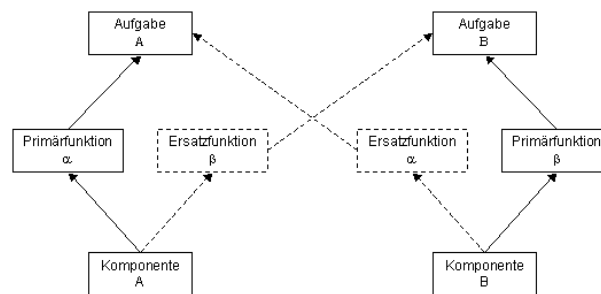 Aufgabe
A
Aufgabe
B
Primärfunktion
α
Ersatzfunktion
β
Ersatzfunktion
α
Primärfunktion
β
Komponente
A
Komponente
B